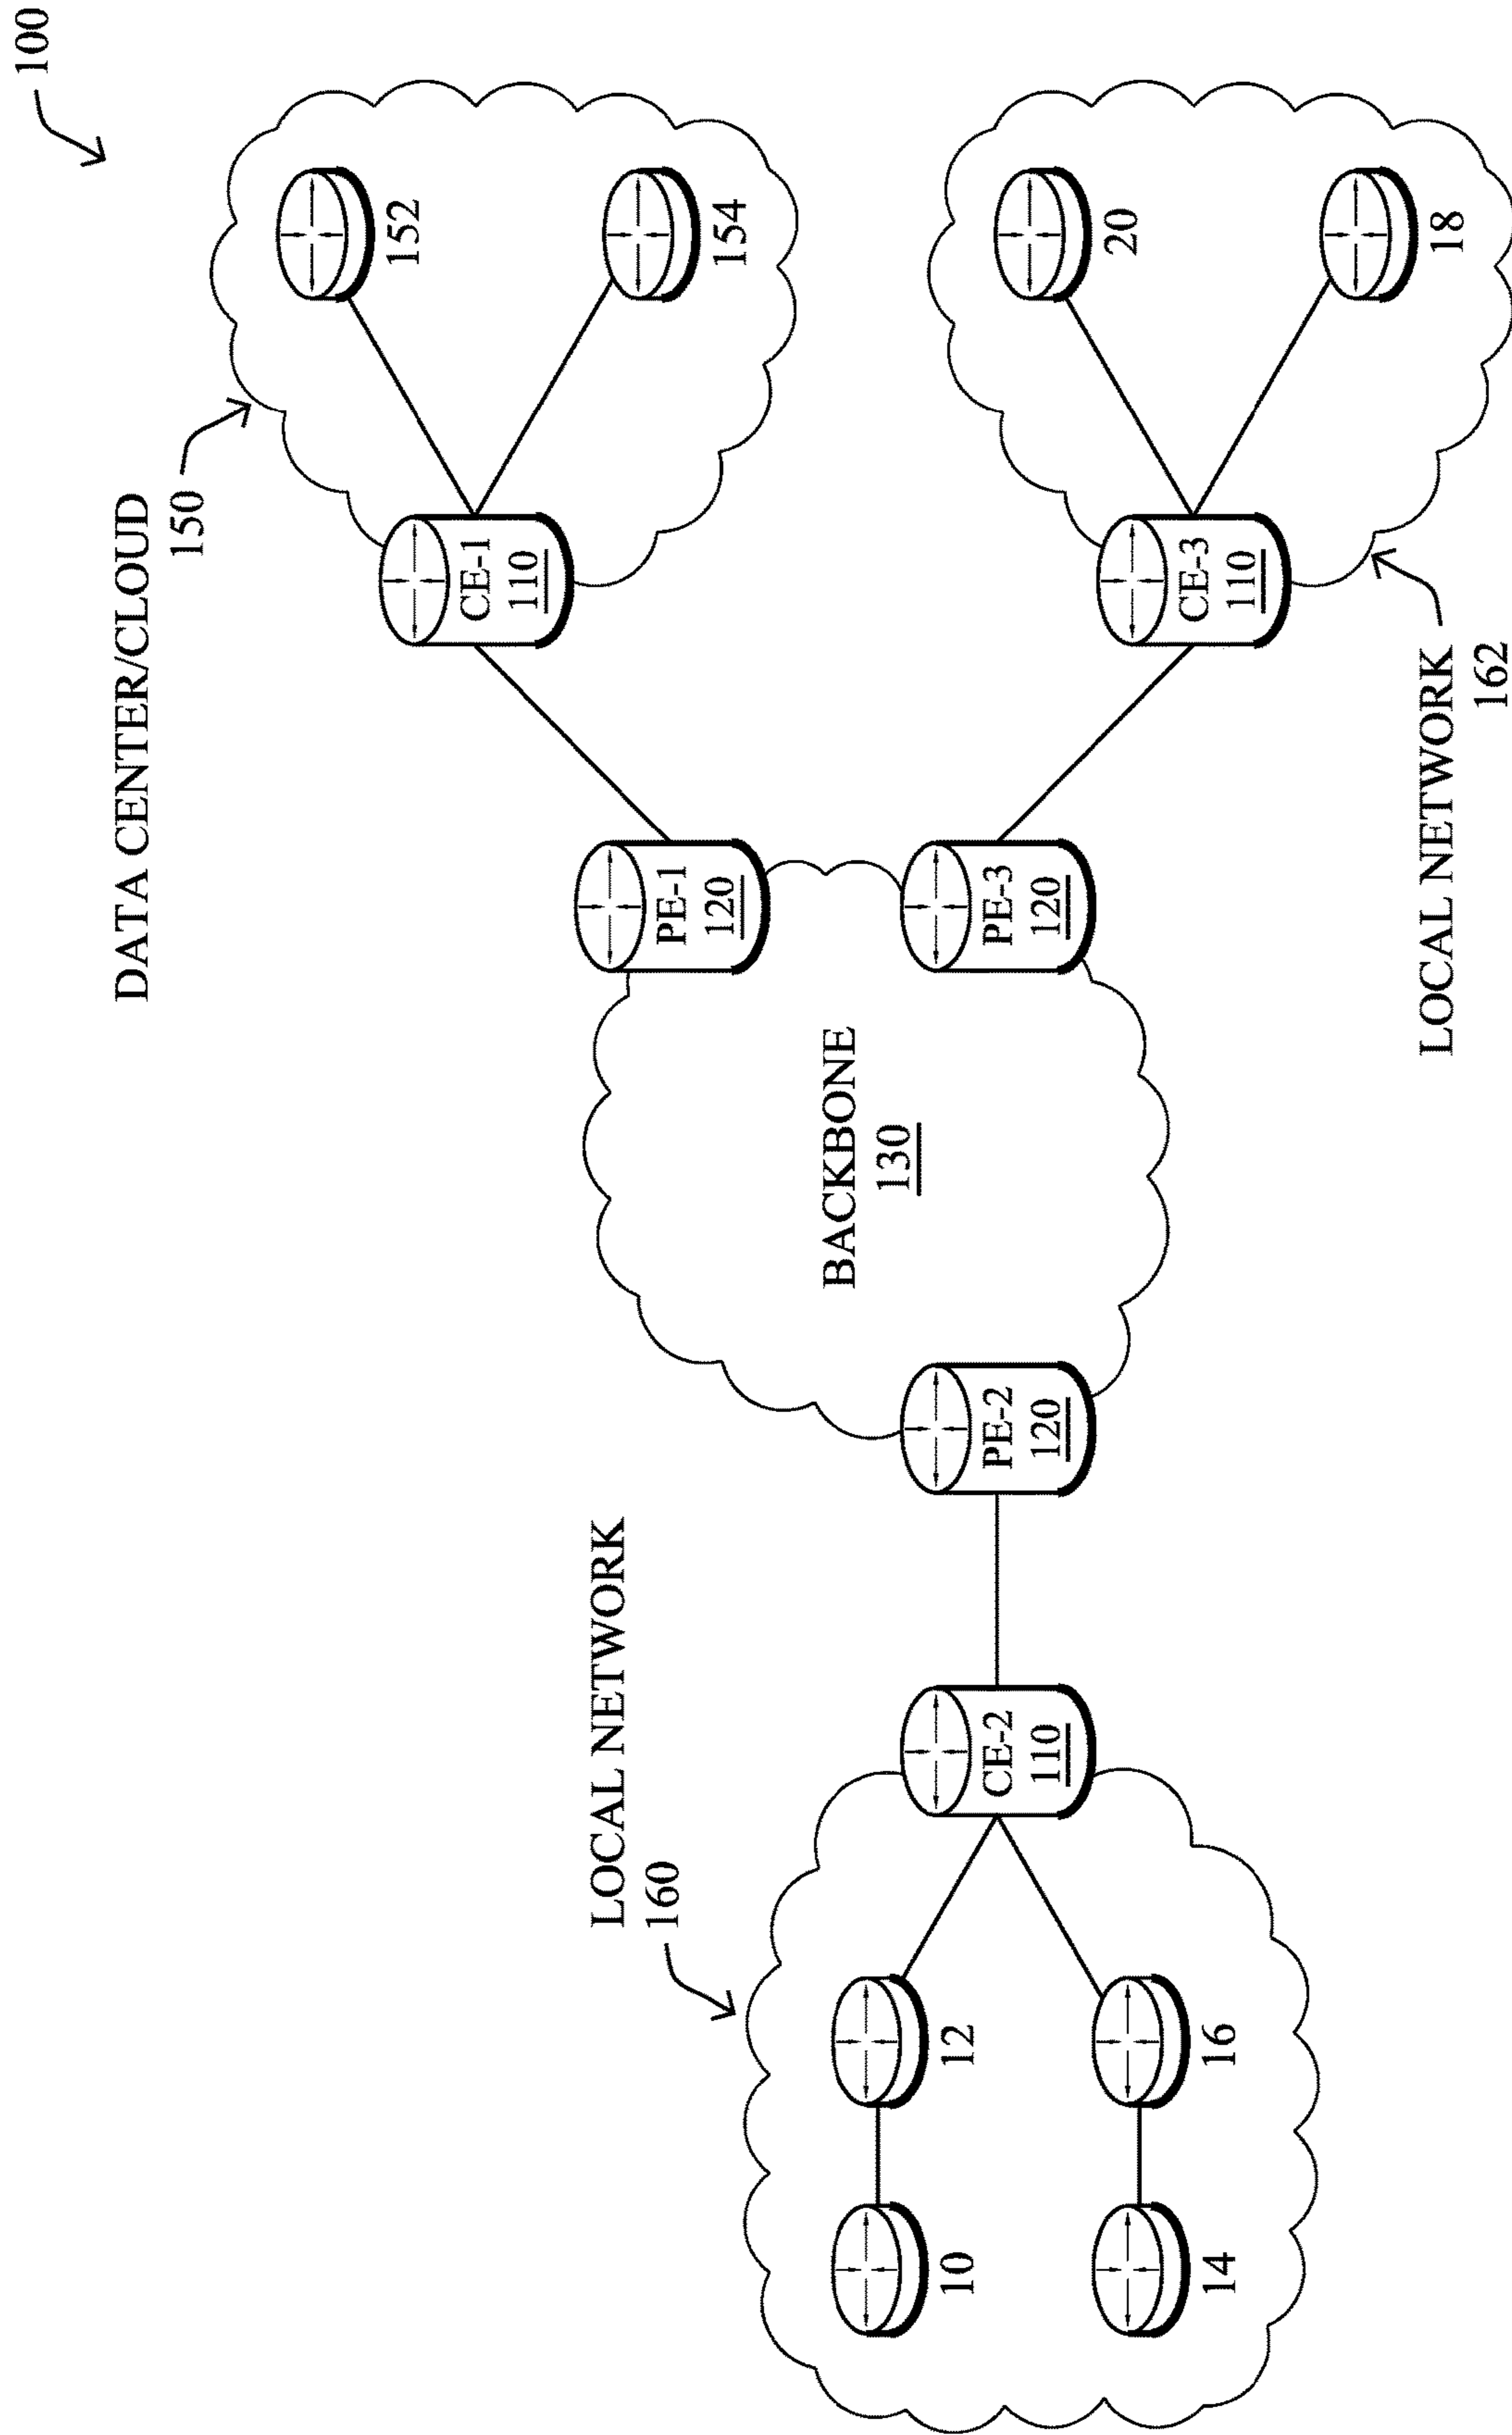 100
DATA CENTER/CLOUD
150
152
154
CE-1
110
PE-1
120
BACKBONE
130
PE-3
120
CE-3
110
20
18
LOCAL NETWORK
162
PE-2
120
LOCAL NETWORK
160
CE-2
110
12
10
16
14